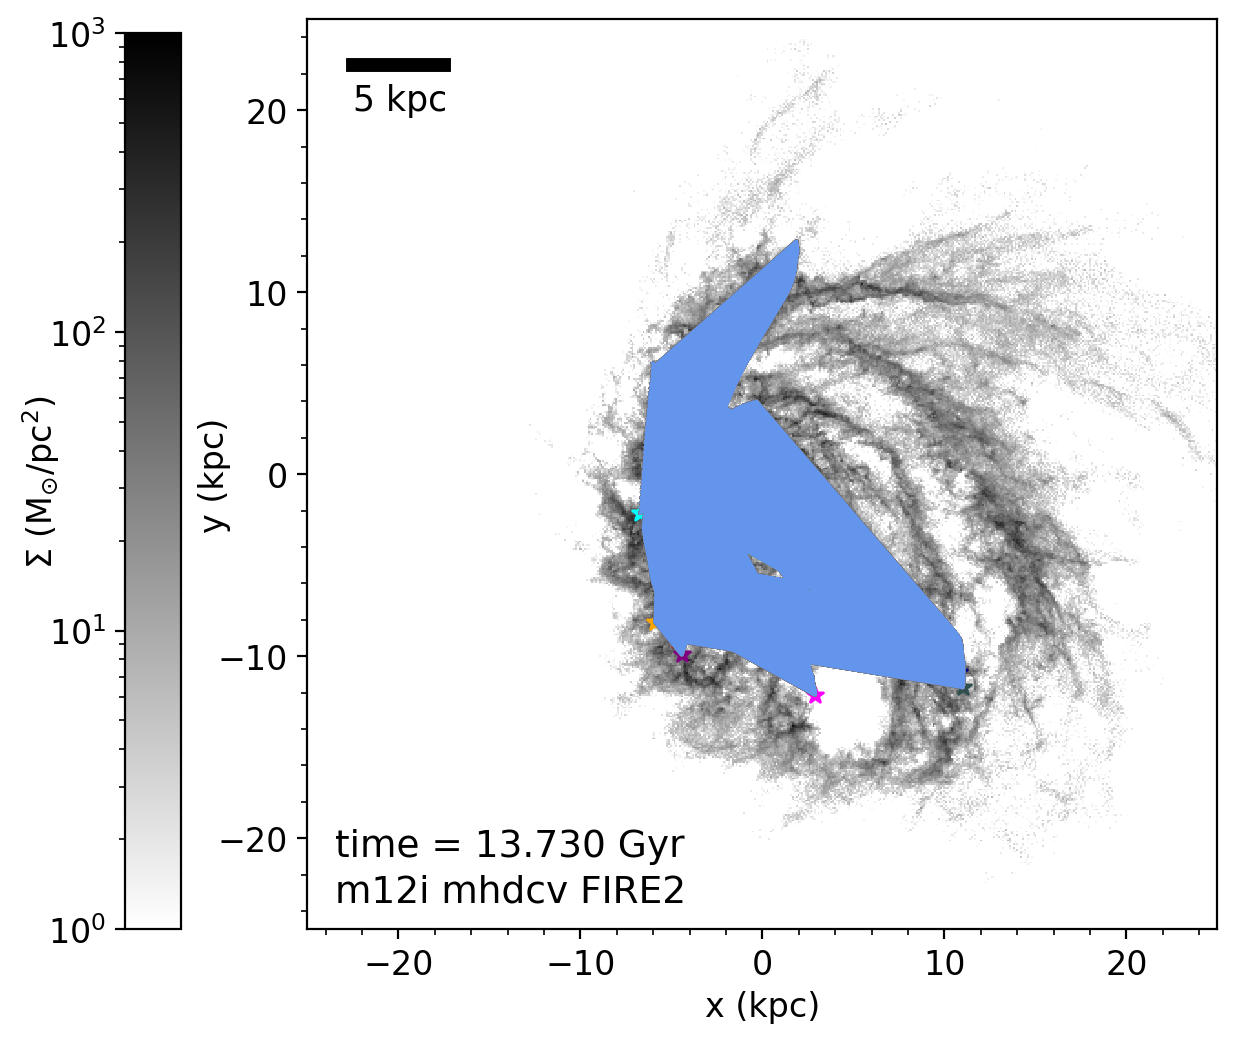 10³
10²
10¹
10⁰
Σ (M⊙/pc²)
y (kpc)
20
10
0
−10
−20
5 kpc
time = 13.730 Gyr
m12i mhdcv FIRE2
−20
−10
0
10
20
x (kpc)